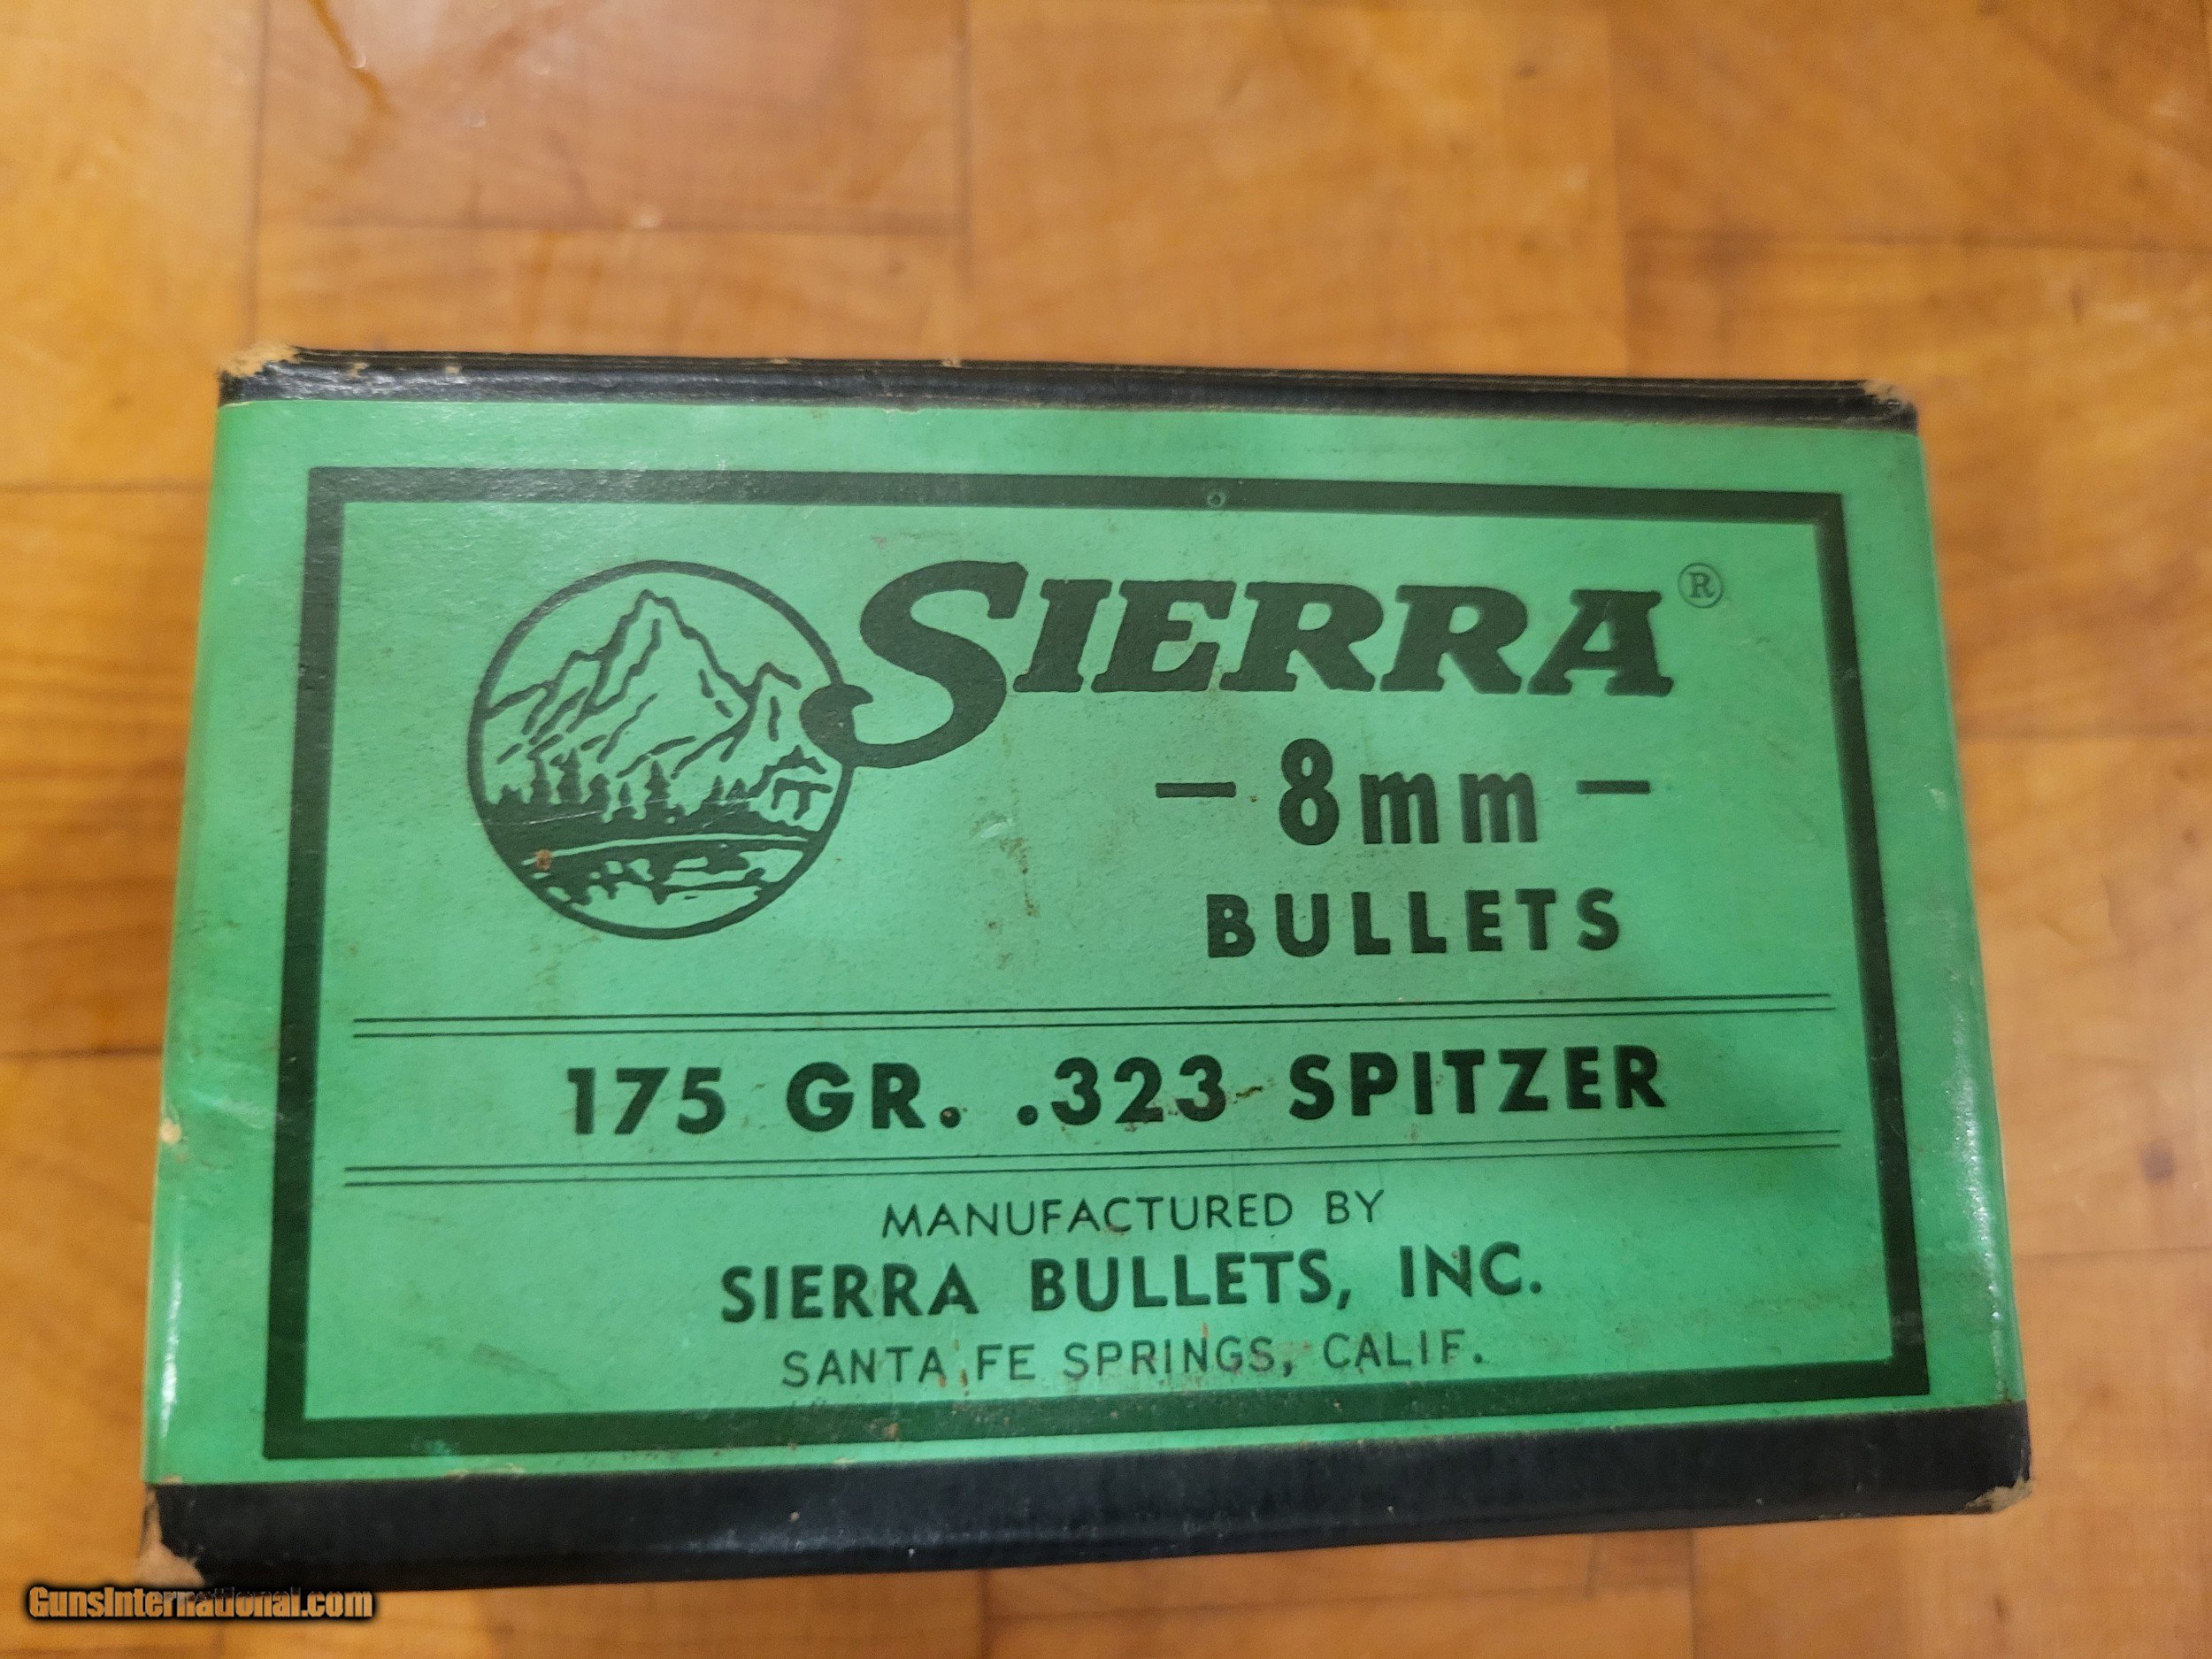 SIERRA ®
- 8mm -
BULLETS
175 GR. .323 SPITZER
MANUFACTURED BY
SIERRA BULLETS, INC.
SANTA FE SPRINGS, CALIF.
GunsInternational.com